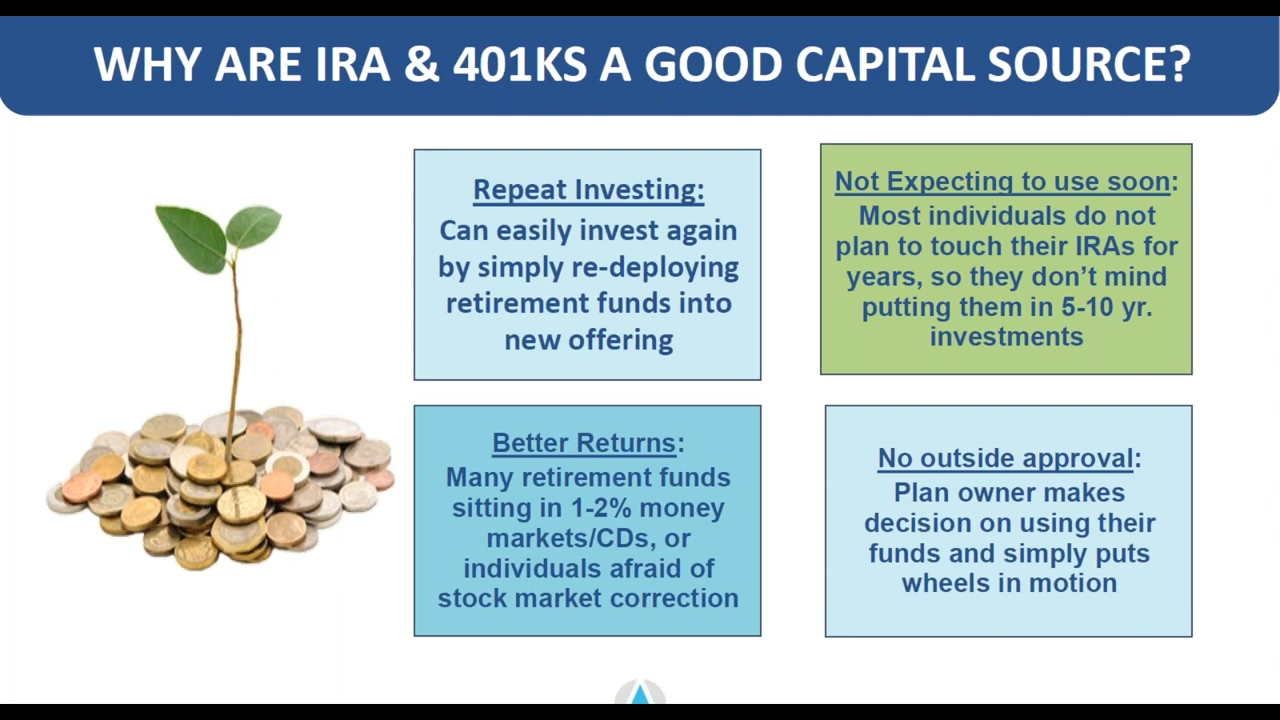 WHY ARE IRA & 401KS A GOOD CAPITAL SOURCE?
Repeat Investing:
Can easily invest again
by simply re-deploying
retirement funds into
new offering
Not Expecting to use soon:
Most individuals do not
plan to touch their IRAs for
years, so they don’t mind
putting them in 5-10 yr.
investments
Better Returns:
Many retirement funds
sitting in 1-2% money
markets/CDs, or
individuals afraid of
stock market correction
No outside approval:
Plan owner makes
decision on using their
funds and simply puts
wheels in motion